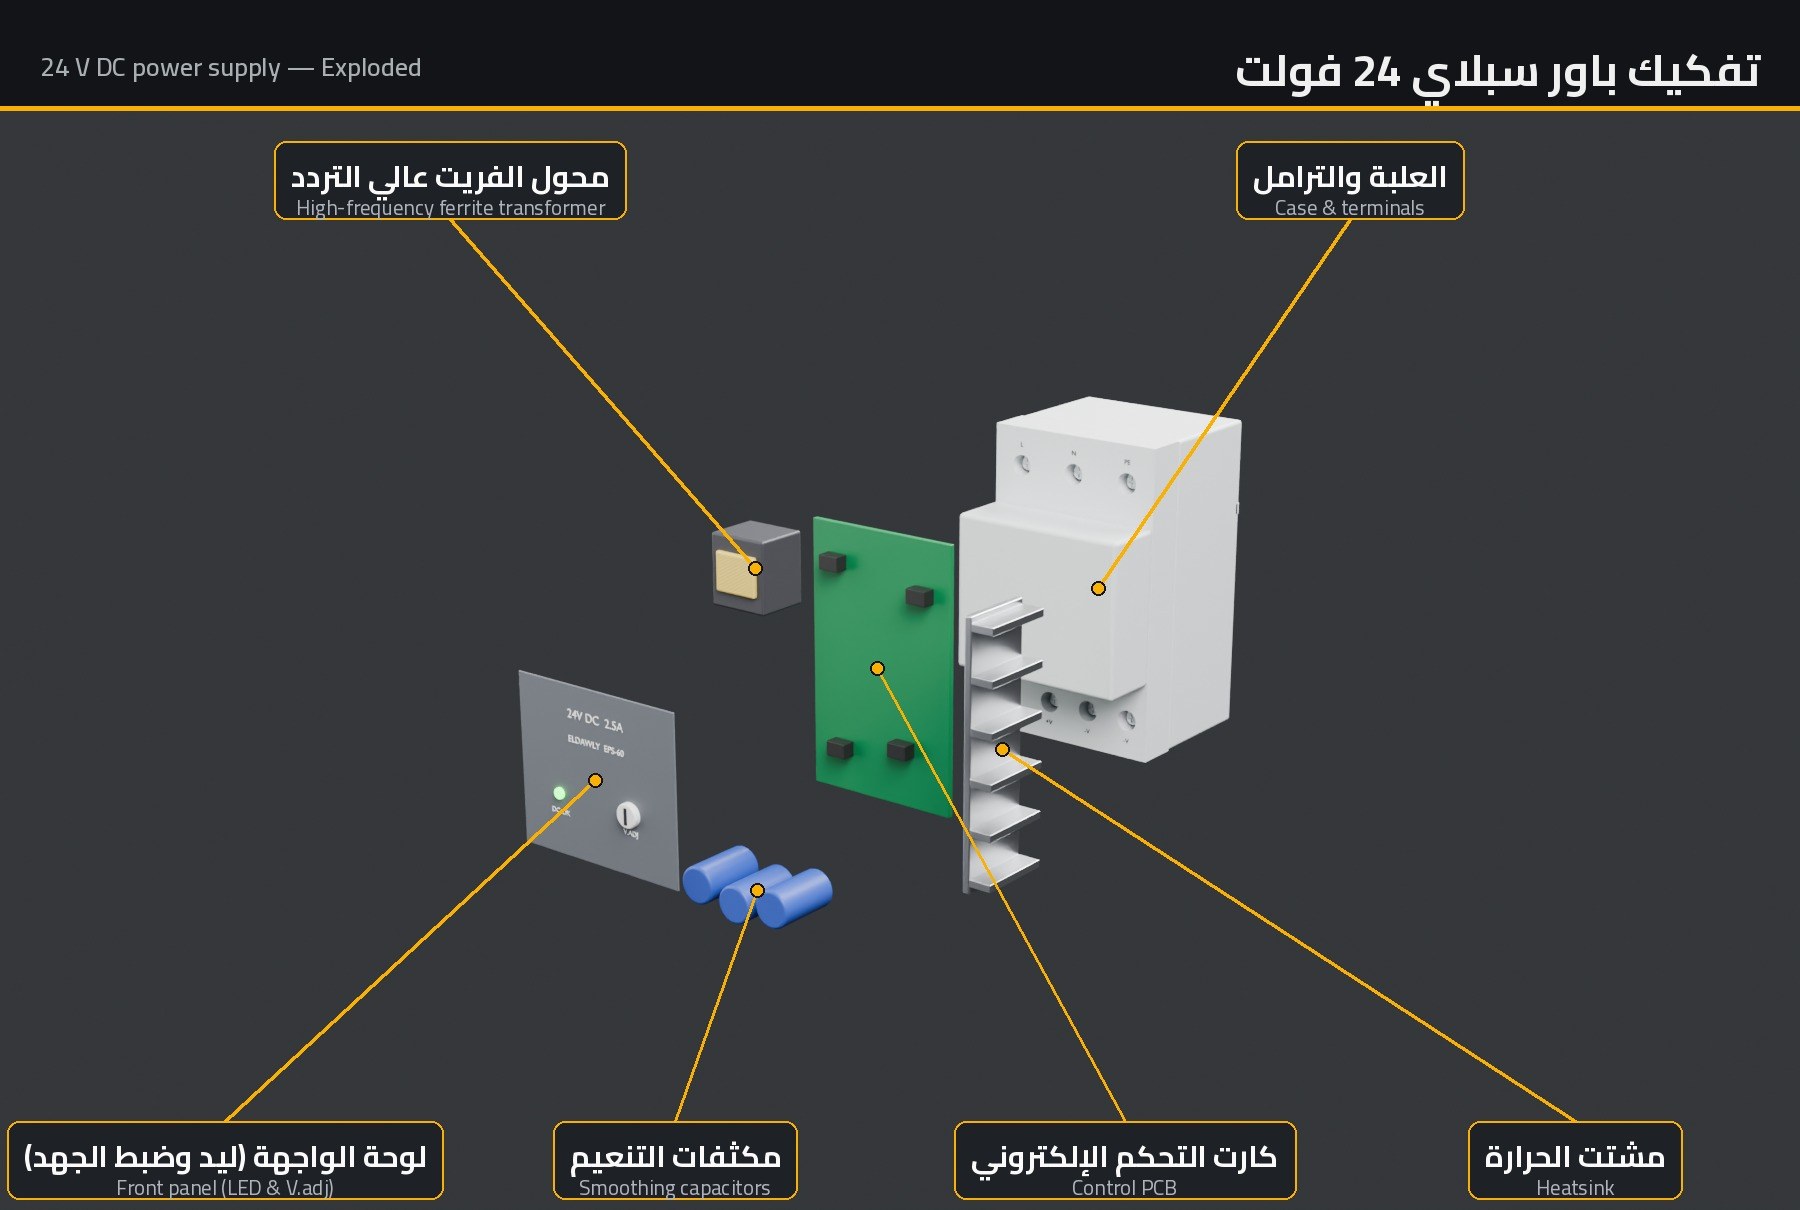 24 V DC power supply — Exploded
تفكيك باور سبلاي 24 فولت
محول الفريت عالي التردد
High-frequency ferrite transformer
العلبة والترامل
Case & terminals
L
N
PE
24V DC 2.5A
ELDAWLY EPS-60
V.ADJ
لوحة الواجهة (ليد وضبط الجهد)
Front panel (LED & V.adj)
مكثفات التنعيم
Smoothing capacitors
كارت التحكم الإلكتروني
Control PCB
مشتت الحرارة
Heatsink